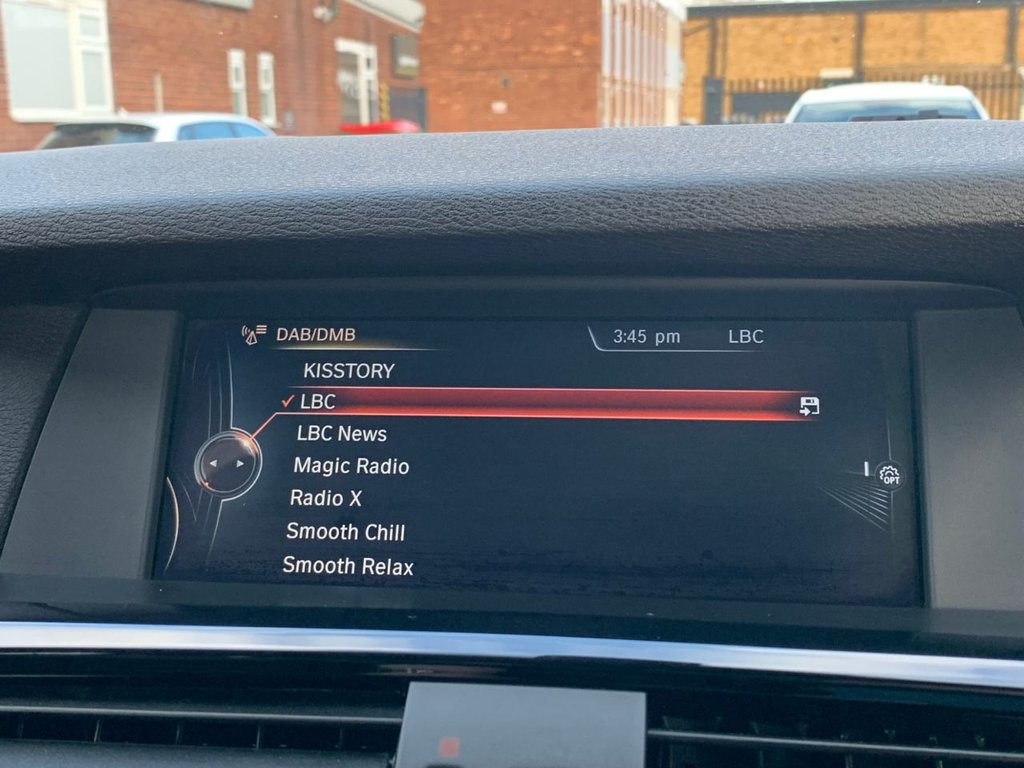 DAB/DMB
3:45 pm LBC
KISSTORY
LBC
LBC News
Magic Radio
Radio X
Smooth Chill
Smooth Relax
OPT